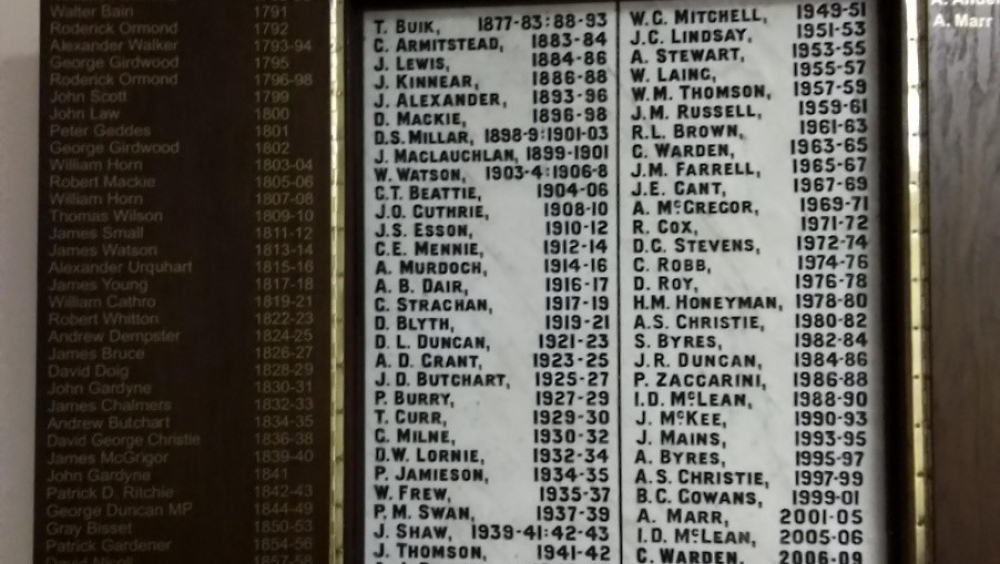 Walter Bain 1791
Roderick Ormond 1792
Alexander Walker 1793-94
George Girdwood 1795
Roderick Ormond 1796-98
John Scott 1799
John Law 1800
Peter Geddes 1801
George Girdwood 1802
William Horn 1803-04
Robert Mackie 1805-06
William Horn 1807-08
Thomas Wilson 1809-10
James Small 1811-12
James Watson 1813-14
Alexander Urquhart 1815-16
James Young 1817-18
William Cathro 1819-21
Robert Whitton 1822-23
Andrew Dempster 1824-25
James Bruce 1826-27
David Doig 1828-29
John Gardyne 1830-31
James Chalmers 1832-33
Andrew Butchart 1834-35
David George Christie 1836-38
James McGrigor 1839-40
John Gardyne 1841
Patrick D. Ritchie 1842-43
George Duncan MP 1844-49
Gray Bisset 1850-53
Patrick Gardener 1854-56
T. BUIK, 1877-83:88-93
C. ARMITSTEAD, 1883-84
J. LEWIS, 1884-86
J. KINNEAR, 1886-88
J. ALEXANDER, 1893-96
D. MACKIE, 1896-98
D.S. MILLAR, 1898-9:1901-03
J. MACLAUCHLAN, 1899-1901
W. WATSON, 1903-4:1906-8
C.T. BEATTIE, 1904-06
J.O. GUTHRIE, 1908-10
J.S. ESSON, 1910-12
C.E. MENNIE, 1912-14
A. MURDOCH, 1914-16
A. B. DAIR, 1916-17
C. STRACHAN, 1917-19
D. BLYTH, 1919-21
D. L. DUNCAN, 1921-23
A. D. GRANT, 1923-25
J. D. BUTCHART, 1925-27
P. BURRY, 1927-29
T. CURR, 1929-30
G. MILNE, 1930-32
D.W. LORNIE, 1932-34
P. JAMIESON, 1934-35
W. FREW, 1935-37
P. M. SWAN, 1937-39
J. SHAW, 1939-41:42-43
J. THOMSON, 1941-42
W.G. MITCHELL, 1949-51
J.C. LINDSAY, 1951-53
A. STEWART, 1953-55
W. LAING, 1955-57
W.M. THOMSON, 1957-59
J.M. RUSSELL, 1959-61
R.L. BROWN, 1961-63
G. WARDEN, 1963-65
J.M. FARRELL, 1965-67
J.E. CANT, 1967-69
A. McGREGOR, 1969-71
R. COX, 1971-72
D.C. STEVENS, 1972-74
C. ROBB, 1974-76
D. ROY, 1976-78
H.M. HONEYMAN, 1978-80
A.S. CHRISTIE, 1980-82
S. BYRES, 1982-84
J.R. DUNCAN, 1984-86
P. ZACCARINI, 1986-88
I.D. McLEAN, 1988-90
J. McKEE, 1990-93
J. MAINS, 1993-95
A. BYRES, 1995-97
A.S. CHRISTIE, 1997-99
B.C. COWANS, 1999-01
A. MARR, 2001-05
I.D. McLEAN, 2005-06
G. WARDEN, 2006-09
A. Marr